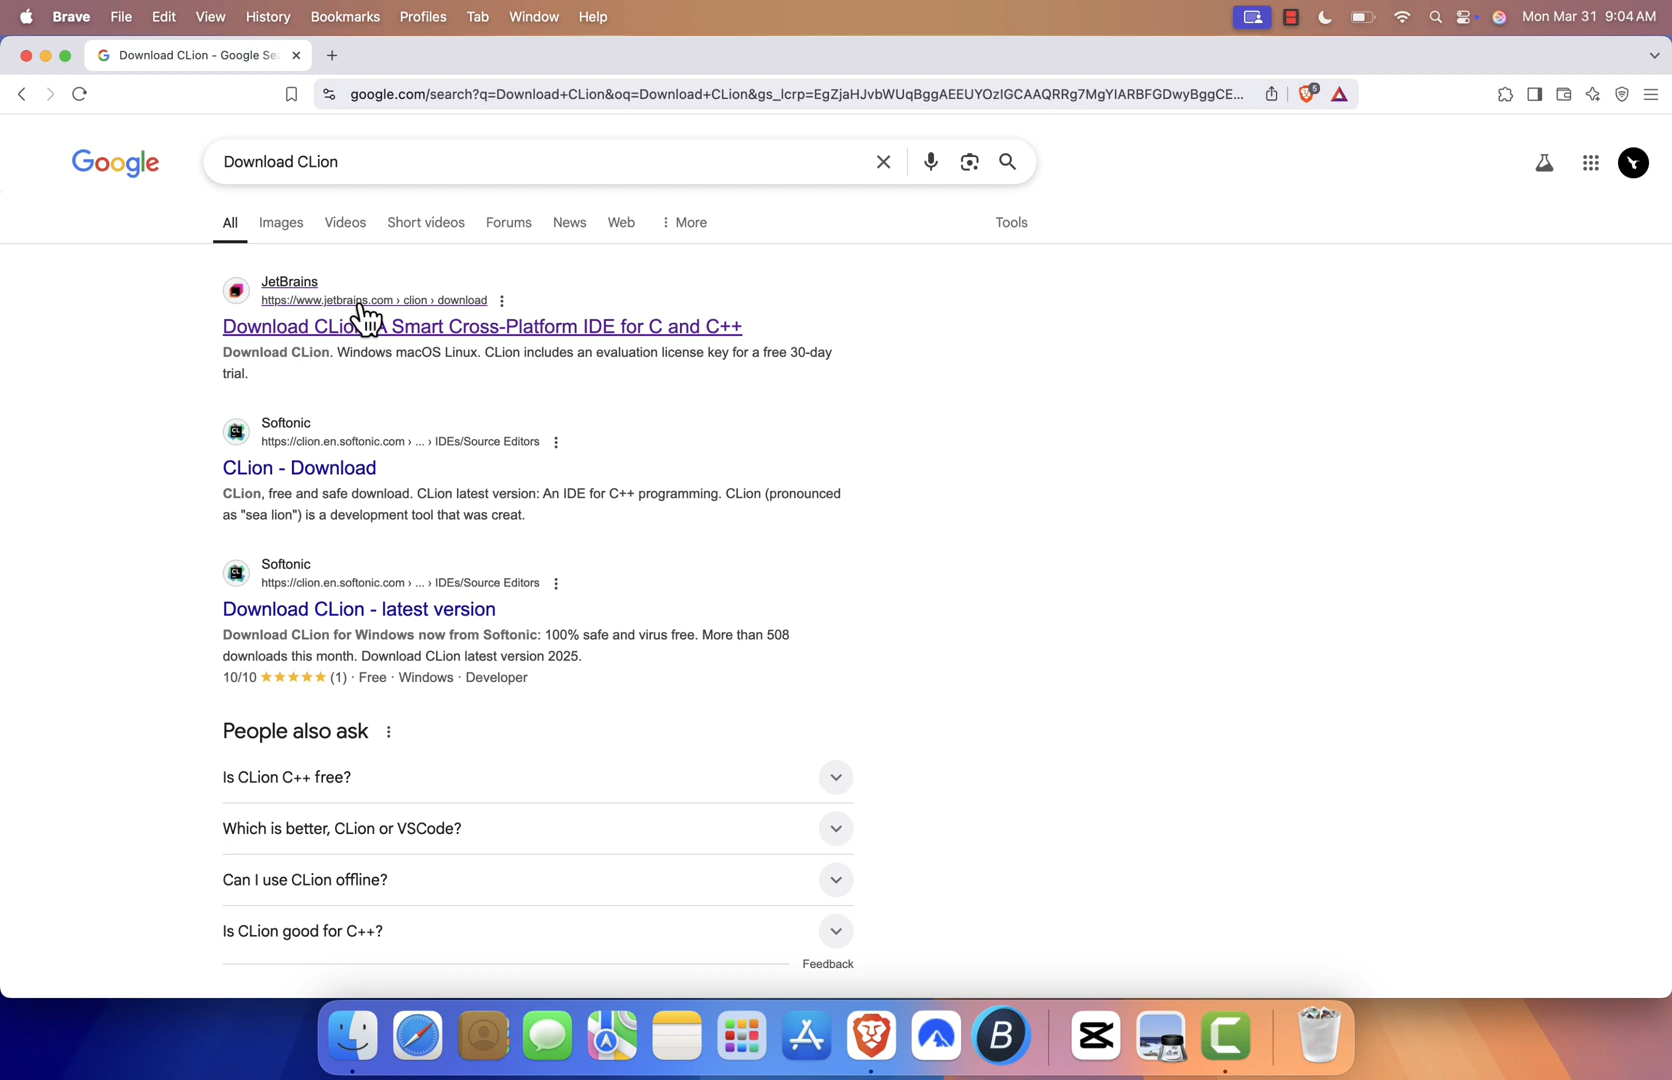 Brave File Edit View History Bookmarks Profiles Tab Window Help Mon Mar 31 9:04 AM
Download CLion - Google Se
google.com/search?q=Download+CLion&oq=Download+CLion&gs_lcrp=EgZjaHJvbWUqBggAEEUYOzIGCAAQRRg7MgYIARBFGDwyBggCE...
5
Google
Download CLion
All Images Videos Short videos Forums News Web More Tools
JetBrains
https://www.jetbrains.com › clion › download
Download CLion: A Smart Cross-Platform IDE for C and C++
Download CLion. Windows macOS Linux. CLion includes an evaluation license key for a free 30-day
trial.
Softonic
https://clion.en.softonic.com › ... › IDEs/Source Editors
CLion - Download
CLion, free and safe download. CLion latest version: An IDE for C++ programming. CLion (pronounced
as "sea lion") is a development tool that was creat.
Softonic
https://clion.en.softonic.com › ... › IDEs/Source Editors
Download CLion - latest version
Download CLion for Windows now from Softonic: 100% safe and virus free. More than 508
downloads this month. Download CLion latest version 2025.
10/10 ★★★★★ (1) · Free · Windows · Developer
People also ask
Is CLion C++ free?
Which is better, CLion or VSCode?
Can I use CLion offline?
Is CLion good for C++?
Feedback